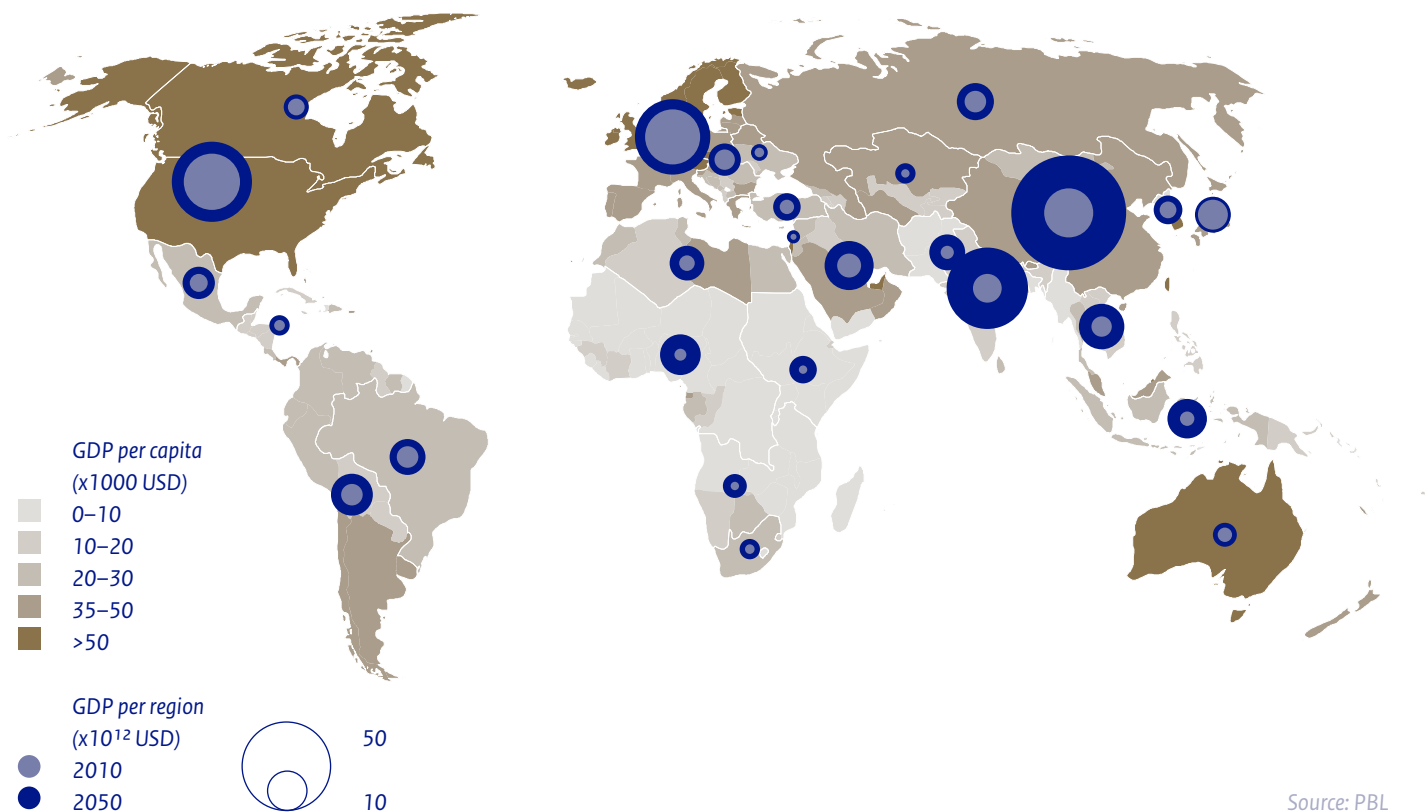 GDP per capita
(x1000 USD)
0–10
10–20
20–30
35–50
>50
GDP per region
(x10¹² USD)
2010
2050
50
10
Source: PBL